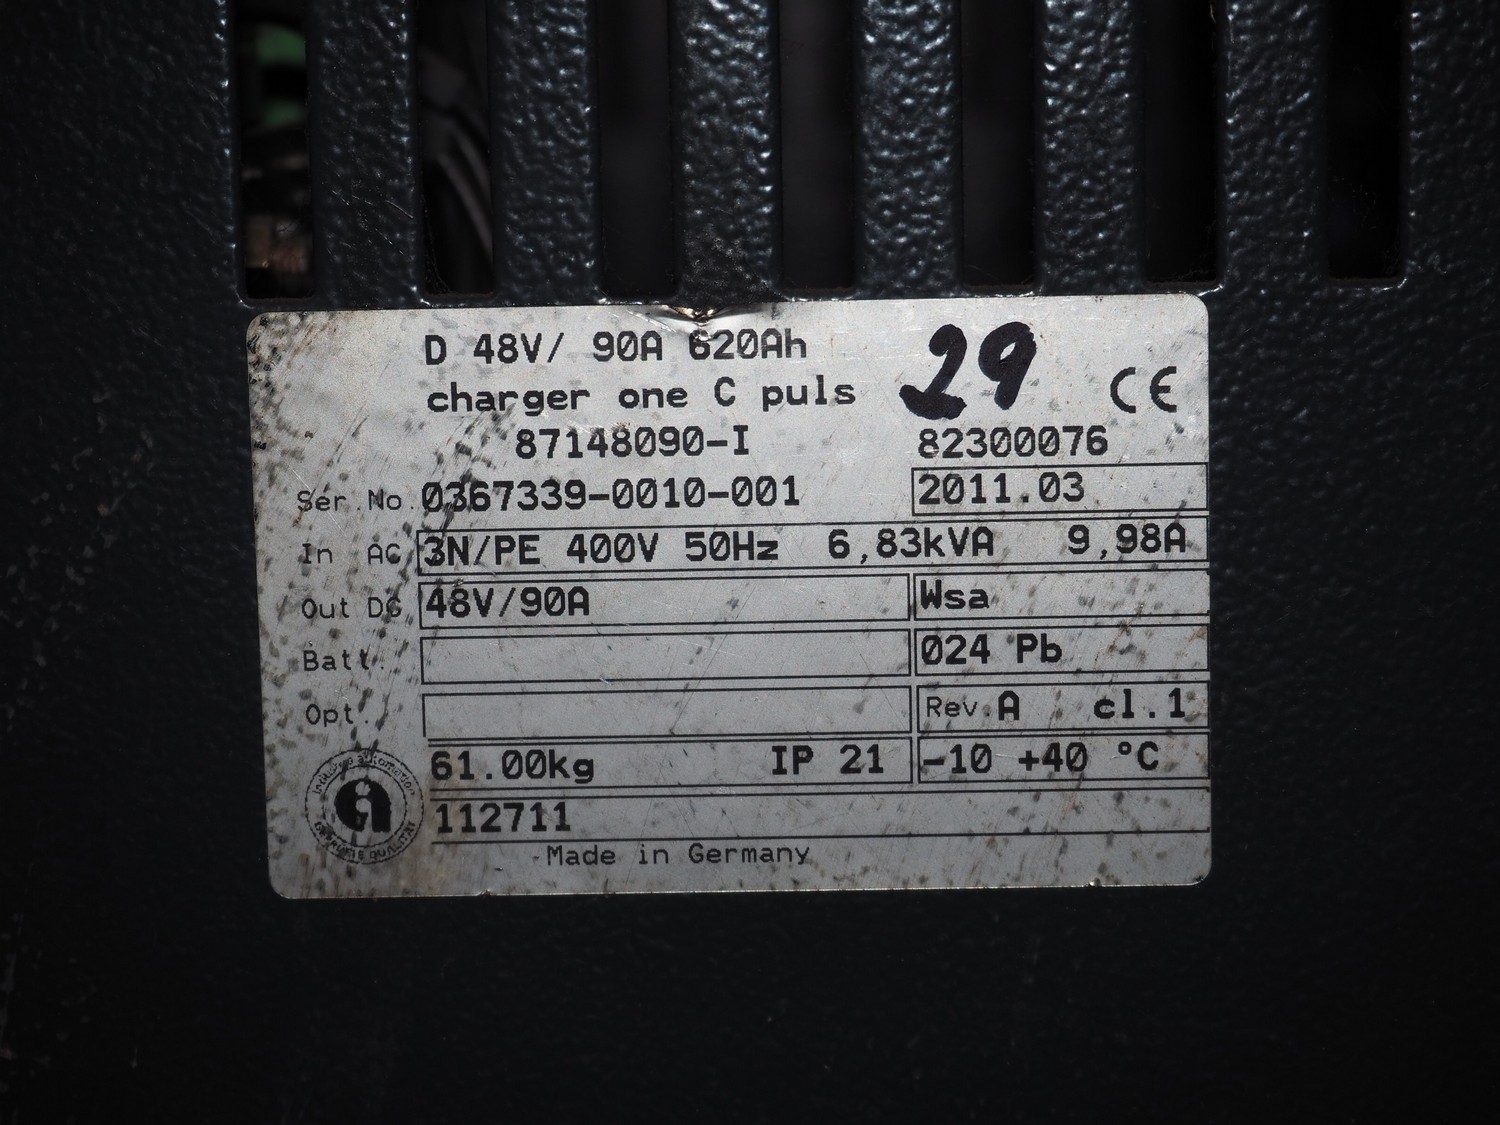 D 48V/ 90A 620Ah
29
CE
charger one C puls
87148090-I 82300076
Ser.No. 0367339-0010-001 2011.03
In AC 3N/PE 400V 50Hz 6,83kVA 9,98A
Out DC 48V/90A Wsa
Batt. 024 Pb
Opt. Rev.A cl.1
61.00kg IP 21 -10 +40 °C
112711
Made in Germany